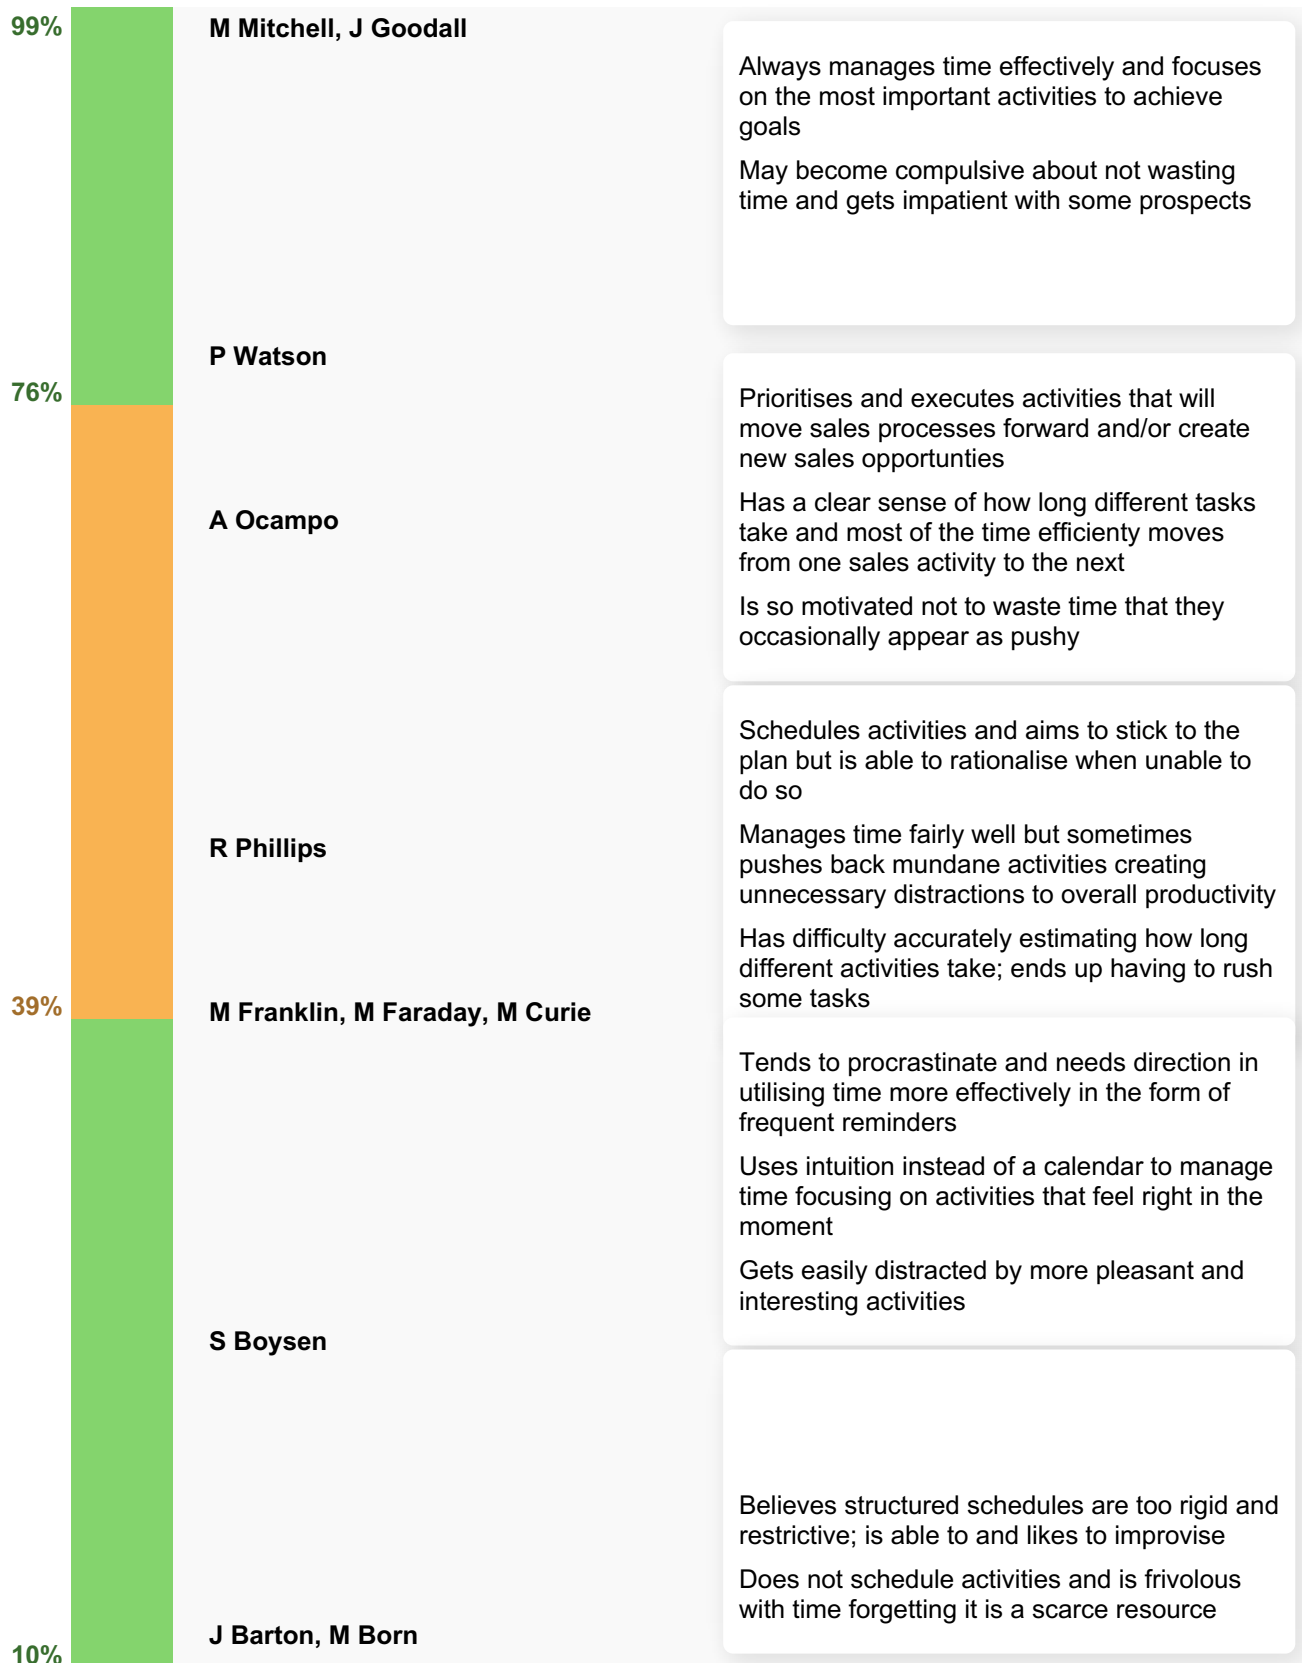 99%
M Mitchell, J Goodall
Always manages time effectively and focuses
on the most important activities to achieve
goals
May become compulsive about not wasting
time and gets impatient with some prospects
P Watson
76%
Prioritises and executes activities that will
move sales processes forward and/or create
new sales opportunties
A Ocampo
Has a clear sense of how long different tasks
take and most of the time efficienty moves
from one sales activity to the next
Is so motivated not to waste time that they
occasionally appear as pushy
Schedules activities and aims to stick to the
plan but is able to rationalise when unable to
do so
R Phillips
Manages time fairly well but sometimes
pushes back mundane activities creating
unnecessary distractions to overall productivity
Has difficulty accurately estimating how long
different activities take; ends up having to rush
some tasks
39%
M Franklin, M Faraday, M Curie
Tends to procrastinate and needs direction in
utilising time more effectively in the form of
frequent reminders
Uses intuition instead of a calendar to manage
time focusing on activities that feel right in the
moment
Gets easily distracted by more pleasant and
interesting activities
S Boysen
Believes structured schedules are too rigid and
restrictive; is able to and likes to improvise
Does not schedule activities and is frivolous
with time forgetting it is a scarce resource
J Barton, M Born
10%